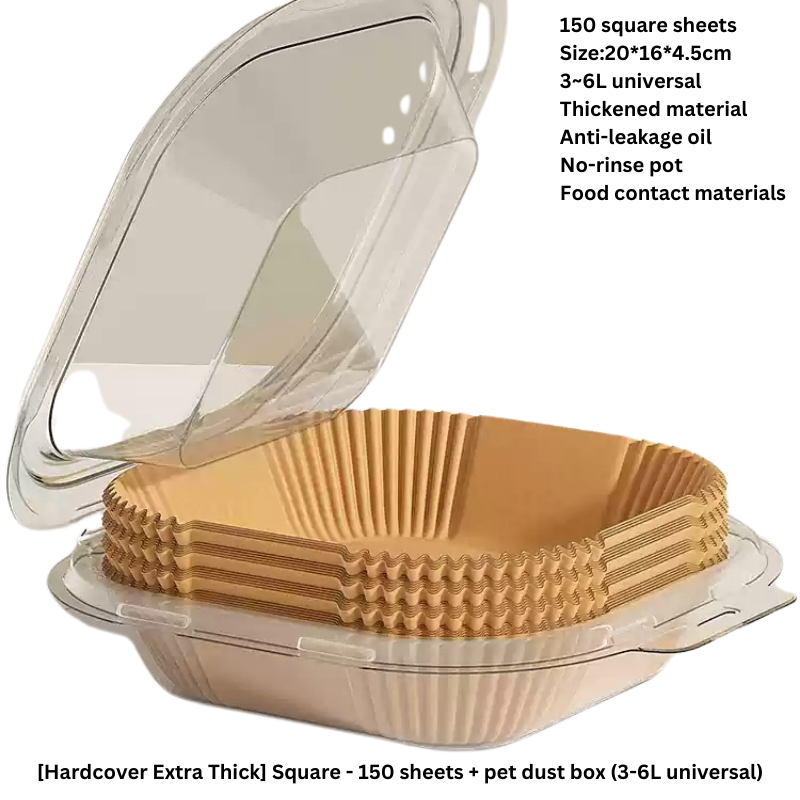 150 square sheets
Size:20*16*4.5cm
3~6L universal
Thickened material
Anti-leakage oil
No-rinse pot
Food contact materials
[Hardcover Extra Thick] Square - 150 sheets + pet dust box (3-6L universal)